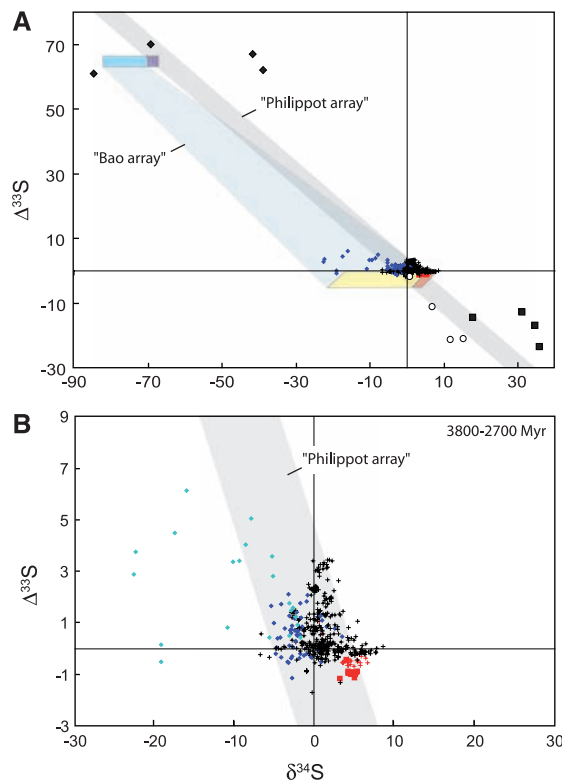 A
70
50
30
10
-10
-30
Δ³³S
"Philippot array"
"Bao array"
-90 -70 -50 -30 -10 10 30
B
3800-2700 Myr
9
7
5
3
1
-1
-3
Δ³³S
"Philippot array"
-30 -20 -10 0 10 20 30
δ³⁴S